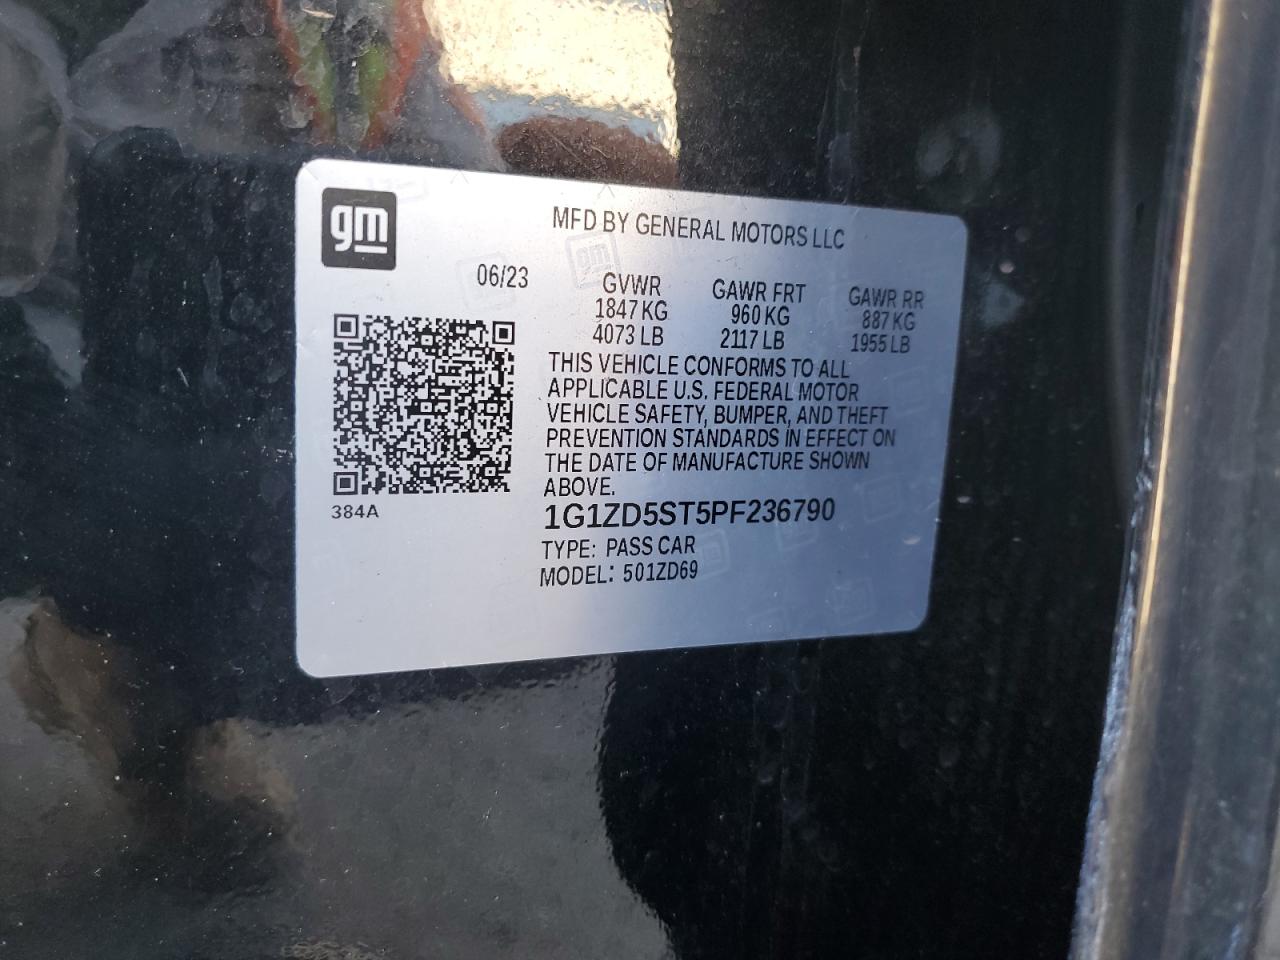 gm
MFD BY GENERAL MOTORS LLC
06/23 GVWR GAWR FRT GAWR RR
1847 KG 960 KG 887 KG
4073 LB 2117 LB 1955 LB
THIS VEHICLE CONFORMS TO ALL
APPLICABLE U.S. FEDERAL MOTOR
VEHICLE SAFETY, BUMPER, AND THEFT
PREVENTION STANDARDS IN EFFECT ON
THE DATE OF MANUFACTURE SHOWN
ABOVE.
384A
1G1ZD5ST5PF236790
TYPE: PASS CAR
MODEL: 501ZD69